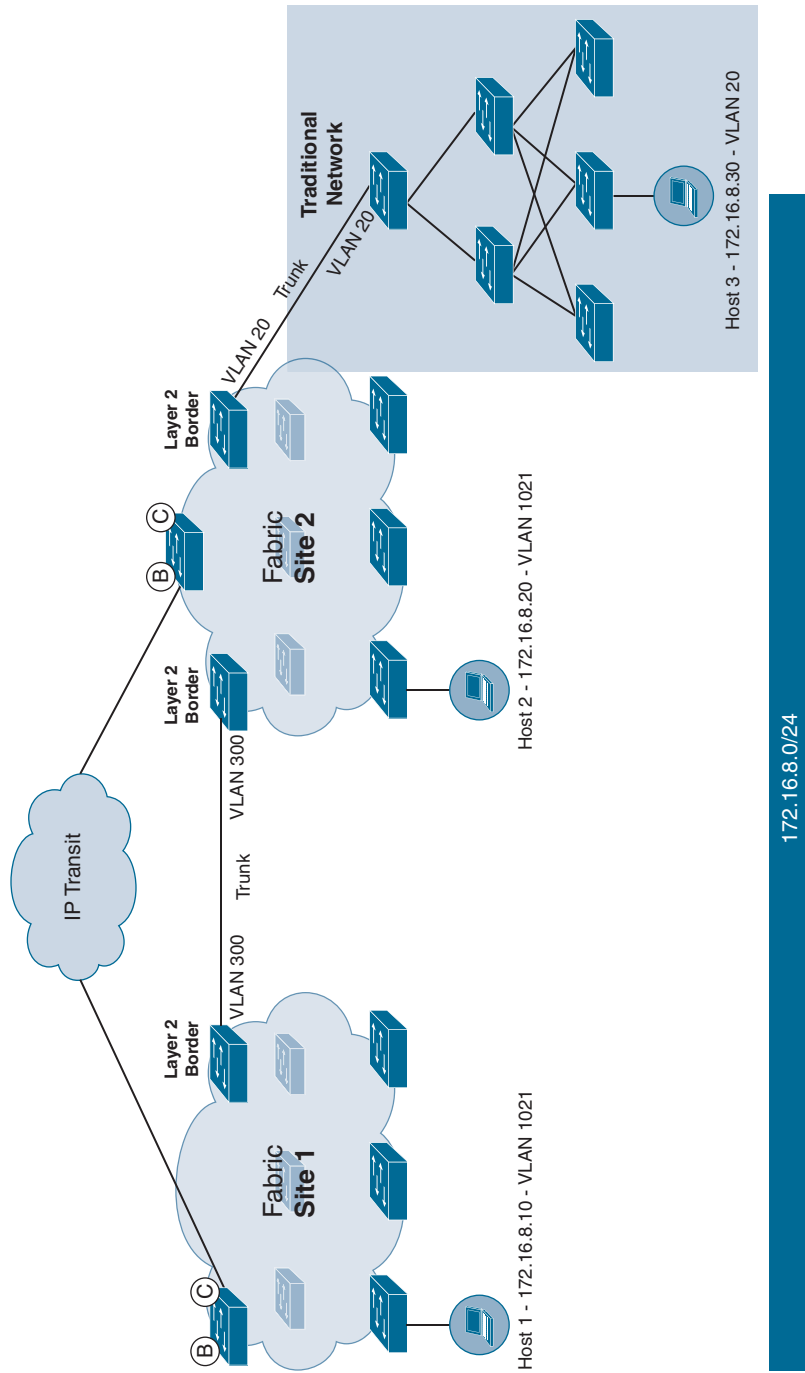 IP Transit
B
C
Layer 2
Border
VLAN 300
Trunk
VLAN 300
Layer 2
Border
B
C
Layer 2
Border
VLAN 20
Trunk
VLAN 20
Traditional
Network
Fabric
Site 1
Fabric
Site 2
Host 1 - 172.16.8.10 - VLAN 1021
Host 2 - 172.16.8.20 - VLAN 1021
Host 3 - 172.16.8.30 - VLAN 20
172.16.8.0/24